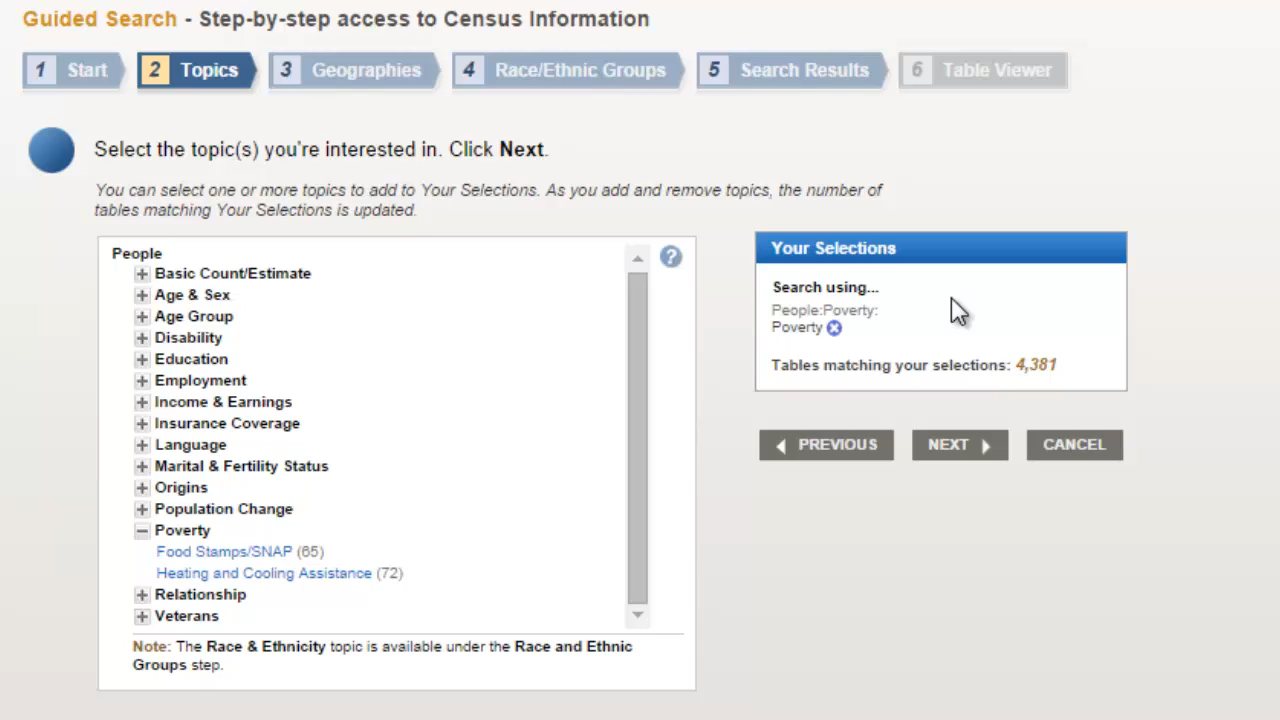 Guided Search - Step-by-step access to Census Information
1 Start 2 Topics 3 Geographies 4 Race/Ethnic Groups 5 Search Results 6 Table Viewer
Select the topic(s) you're interested in. Click Next.
You can select one or more topics to add to Your Selections. As you add and remove topics, the number of
tables matching Your Selections is updated.
People
Basic Count/Estimate
Age & Sex
Age Group
Disability
Education
Employment
Income & Earnings
Insurance Coverage
Language
Marital & Fertility Status
Origins
Population Change
Poverty
Food Stamps/SNAP (65)
Heating and Cooling Assistance (72)
Relationship
Veterans
Note: The Race & Ethnicity topic is available under the Race and Ethnic
Groups step.
?
Your Selections
Search using...
People:Poverty:
Poverty
Tables matching your selections: 4,381
PREVIOUS NEXT CANCEL